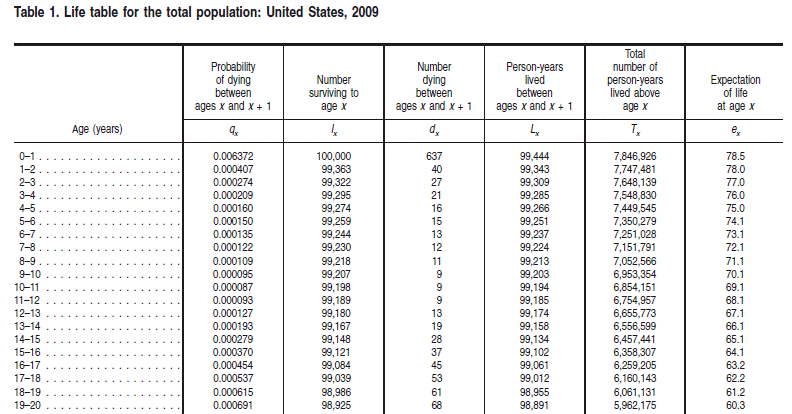 Table 1. Life table for the total population: United States, 2009
Age (years)
Probability
of dying
between
ages x and x + 1
qx
Number
surviving to
age x
lx
Number
dying
between
ages x and x + 1
dx
Person-years
lived
between
ages x and x + 1
Lx
Total
number of
person-years
lived above
age x
Tx
Expectation
of life
at age x
ex
0–1 . . . . . . . . . . . . . . . . . . . . 0.006372 100,000 637 99,444 7,846,926 78.5
1–2 . . . . . . . . . . . . . . . . . . . . 0.000407 99,363 40 99,343 7,747,481 78.0
2–3 . . . . . . . . . . . . . . . . . . . . 0.000274 99,322 27 99,309 7,648,139 77.0
3–4 . . . . . . . . . . . . . . . . . . . . 0.000209 99,295 21 99,285 7,548,830 76.0
4–5 . . . . . . . . . . . . . . . . . . . . 0.000160 99,274 16 99,266 7,449,545 75.0
5–6 . . . . . . . . . . . . . . . . . . . . 0.000150 99,259 15 99,251 7,350,279 74.1
6–7 . . . . . . . . . . . . . . . . . . . . 0.000135 99,244 13 99,237 7,251,028 73.1
7–8 . . . . . . . . . . . . . . . . . . . . 0.000122 99,230 12 99,224 7,151,791 72.1
8–9 . . . . . . . . . . . . . . . . . . . . 0.000109 99,218 11 99,213 7,052,566 71.1
9–10 . . . . . . . . . . . . . . . . . . . 0.000095 99,207 9 99,203 6,953,354 70.1
10–11 . . . . . . . . . . . . . . . . . . 0.000087 99,198 9 99,194 6,854,151 69.1
11–12 . . . . . . . . . . . . . . . . . . 0.000093 99,189 9 99,185 6,754,957 68.1
12–13 . . . . . . . . . . . . . . . . . . 0.000127 99,180 13 99,174 6,655,773 67.1
13–14 . . . . . . . . . . . . . . . . . . 0.000193 99,167 19 99,158 6,556,599 66.1
14–15 . . . . . . . . . . . . . . . . . . 0.000279 99,148 28 99,134 6,457,441 65.1
15–16 . . . . . . . . . . . . . . . . . . 0.000370 99,121 37 99,102 6,358,307 64.1
16–17 . . . . . . . . . . . . . . . . . . 0.000454 99,084 45 99,061 6,259,205 63.2
17–18 . . . . . . . . . . . . . . . . . . 0.000537 99,039 53 99,012 6,160,143 62.2
18–19 . . . . . . . . . . . . . . . . . . 0.000615 98,986 61 98,955 6,061,131 61.2
19–20 . . . . . . . . . . . . . . . . . . 0.000691 98,925 68 98,891 5,962,175 60.3